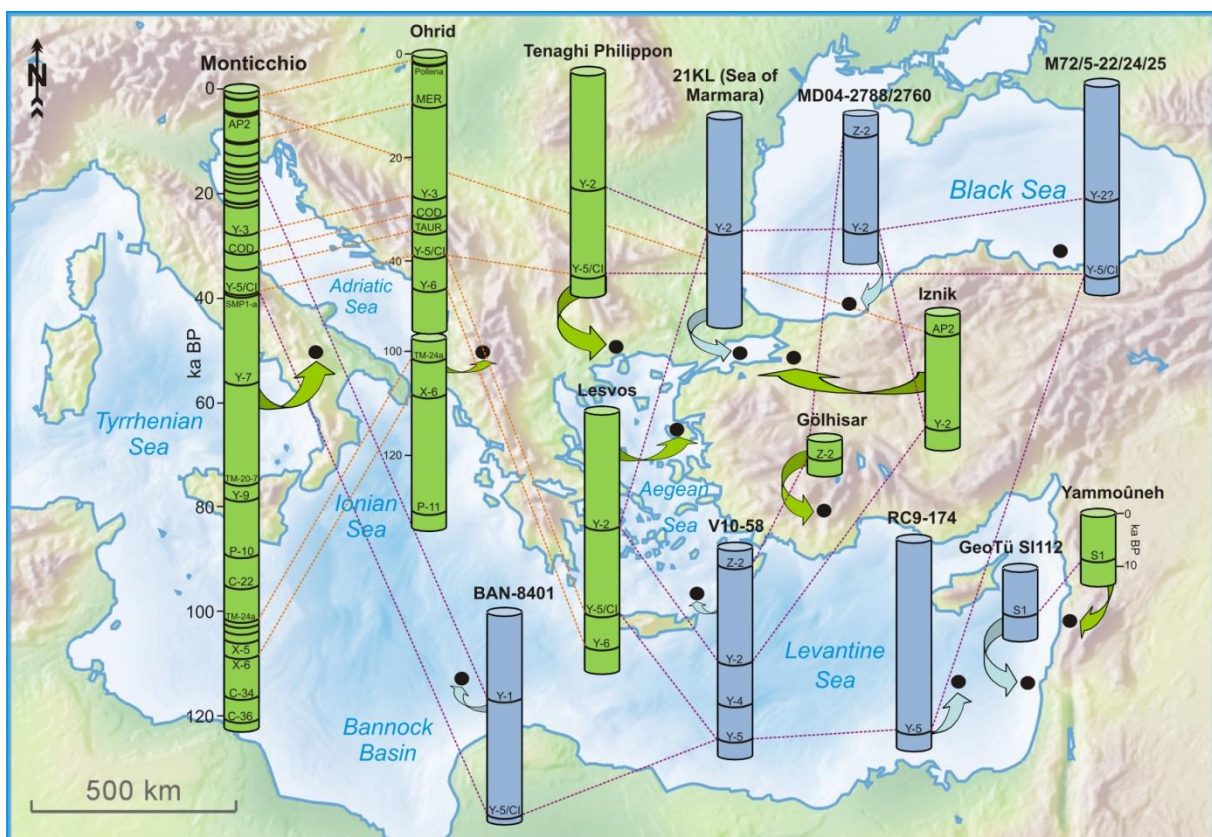 N
Monticchio
0
20
40
60
80
100
120
ka BP
AP2
Y-3
COD
Y-5/CI
SMP1-a
Y-7
TM-20-7
Y-9
P-10
C-22
TM-24a
X-5
X-6
C-34
C-36
Ohrid
0
20
40
100
120
Pollena
MER
Y-3
COD
TAUR
Y-5/CI
Y-6
TM-24a
X-6
P-11
Tenaghi Philippon
Y-2
Y-5/CI
21KL (Sea of
Marmara)
Y-2
MD04-2788/2760
Z-2
Y-2
M72/5-22/24/25
Y-2?
Y-5/CI
Black Sea
Adriatic
Sea
Iznik
AP2
Y-2
Lesvos
Y-2
Y-5/CI
Y-6
Gölhisar
Z-2
Tyrrhenian
Sea
Ionian
Sea
Aegean
Sea
V10-58
Z-2
Y-2
Y-4
Y-5
RC9-174
Y-5
GeoTü SI112
S1
Yammoûneh
0
10
ka BP
S1
BAN-8401
Y-1
Y-5/CI
Levantine
Sea
Bannock
Basin
500 km